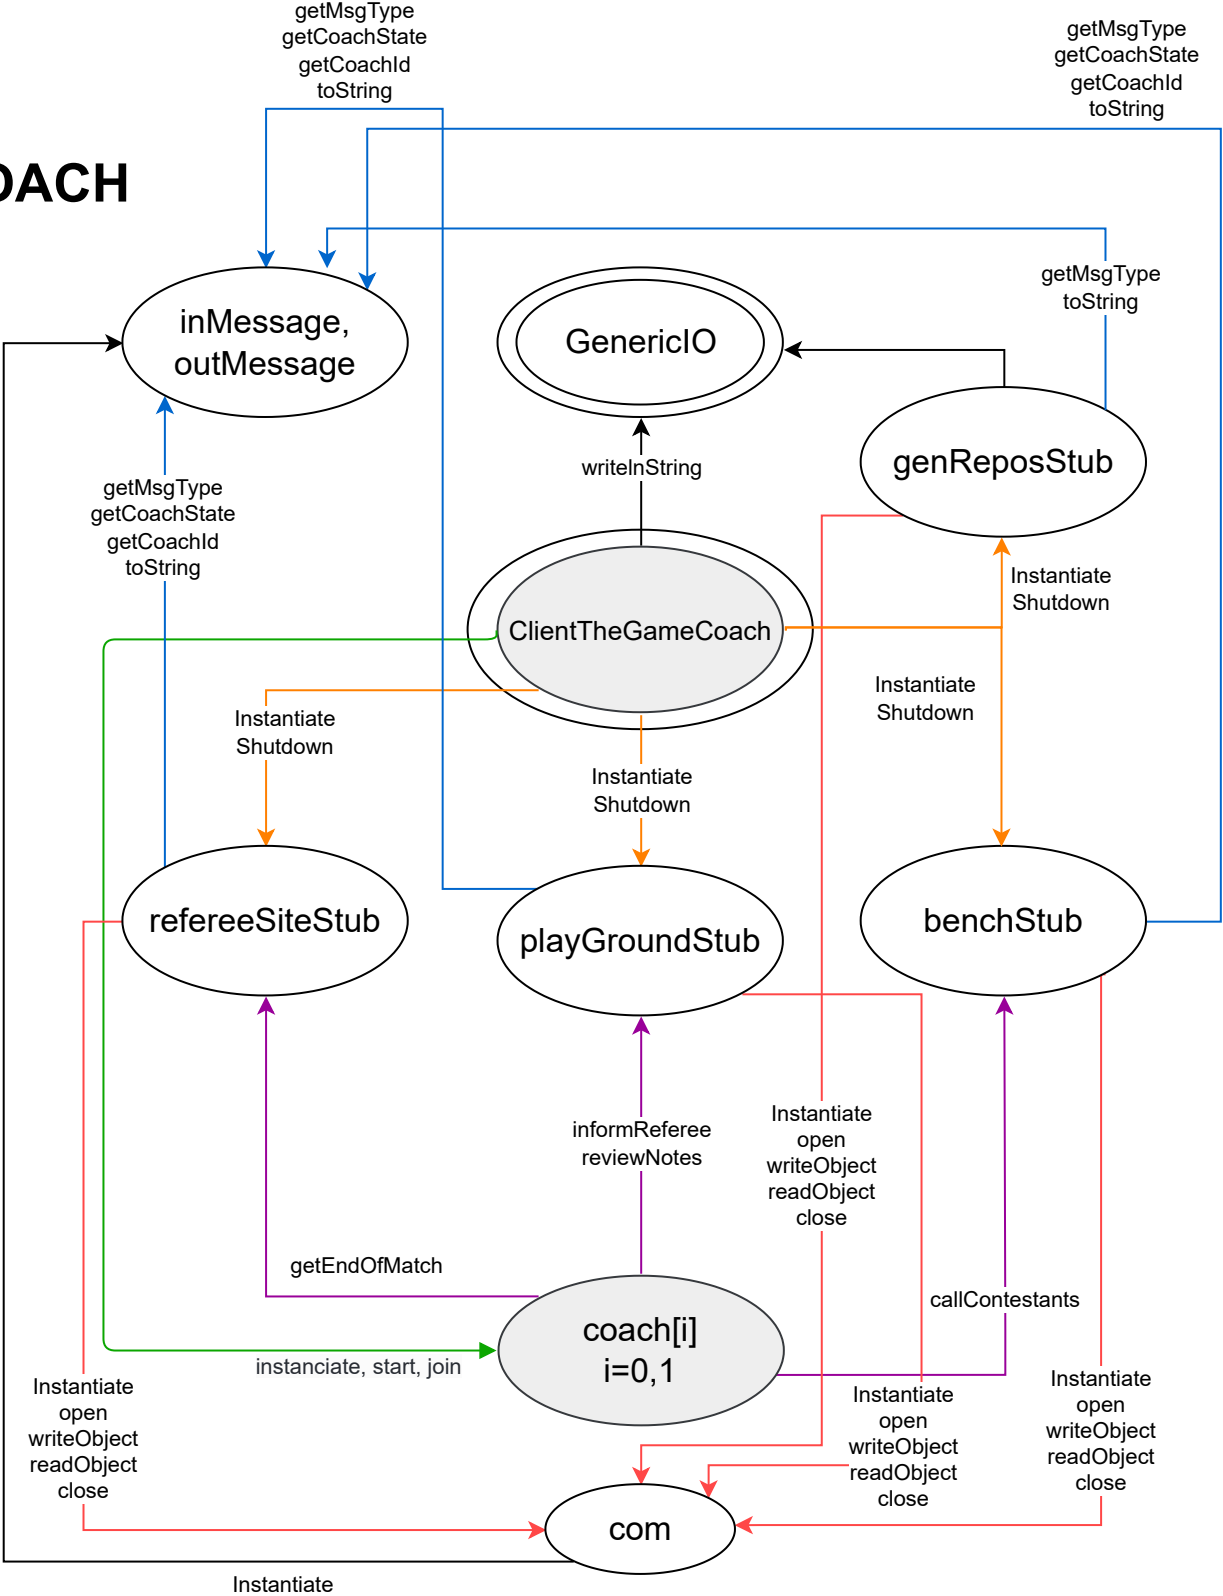 getMsgType
getCoachState
getCoachId
toString
getMsgType
getCoachState
getCoachId
toString
OACH
inMessage,
outMessage
GenericIO
getMsgType
toString
genReposStub
writelnString
getMsgType
getCoachState
getCoachId
toString
ClientTheGameCoach
Instantiate
Shutdown
Instantiate
Shutdown
Instantiate
Shutdown
Instantiate
Shutdown
refereeSiteStub
playGroundStub
benchStub
informReferee
reviewNotes
Instantiate
open
writeObject
readObject
close
getEndOfMatch
callContestants
coach[i]
i=0,1
instanciate, start, join
Instantiate
open
writeObject
readObject
close
Instantiate
open
writeObject
readObject
close
Instantiate
open
writeObject
readObject
close
com
Instantiate